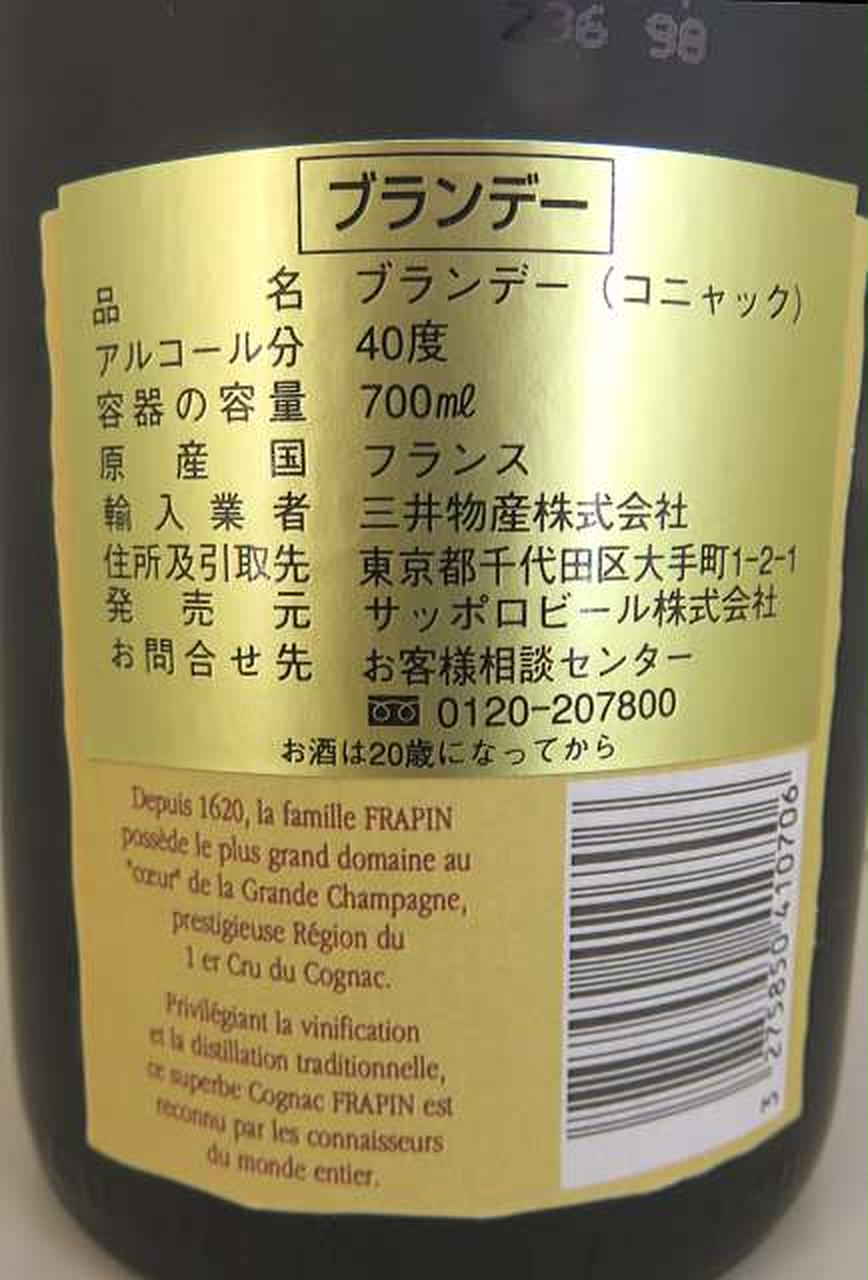 36 98
ブランデー
品名 ブランデー（コニャック）
アルコール分 40度
容器の容量 700mℓ
原産国 フランス
輸入業者 三井物産株式会社
住所及引取先 東京都千代田区大手町1-2-1
発売元 サッポロビール株式会社
お問合せ先 お客様相談センター
0120-207800
お酒は20歳になってから
Depuis 1620, la famille FRAPIN
possède le plus grand domaine au
"cœur" de la Grande Champagne,
prestigieuse Région du
1 er Cru du Cognac.
Privilégiant la vinification
et la distillation traditionnelle,
ce superbe Cognac FRAPIN est
reconnu par les connaisseurs
du monde entier.
3 275850 410706